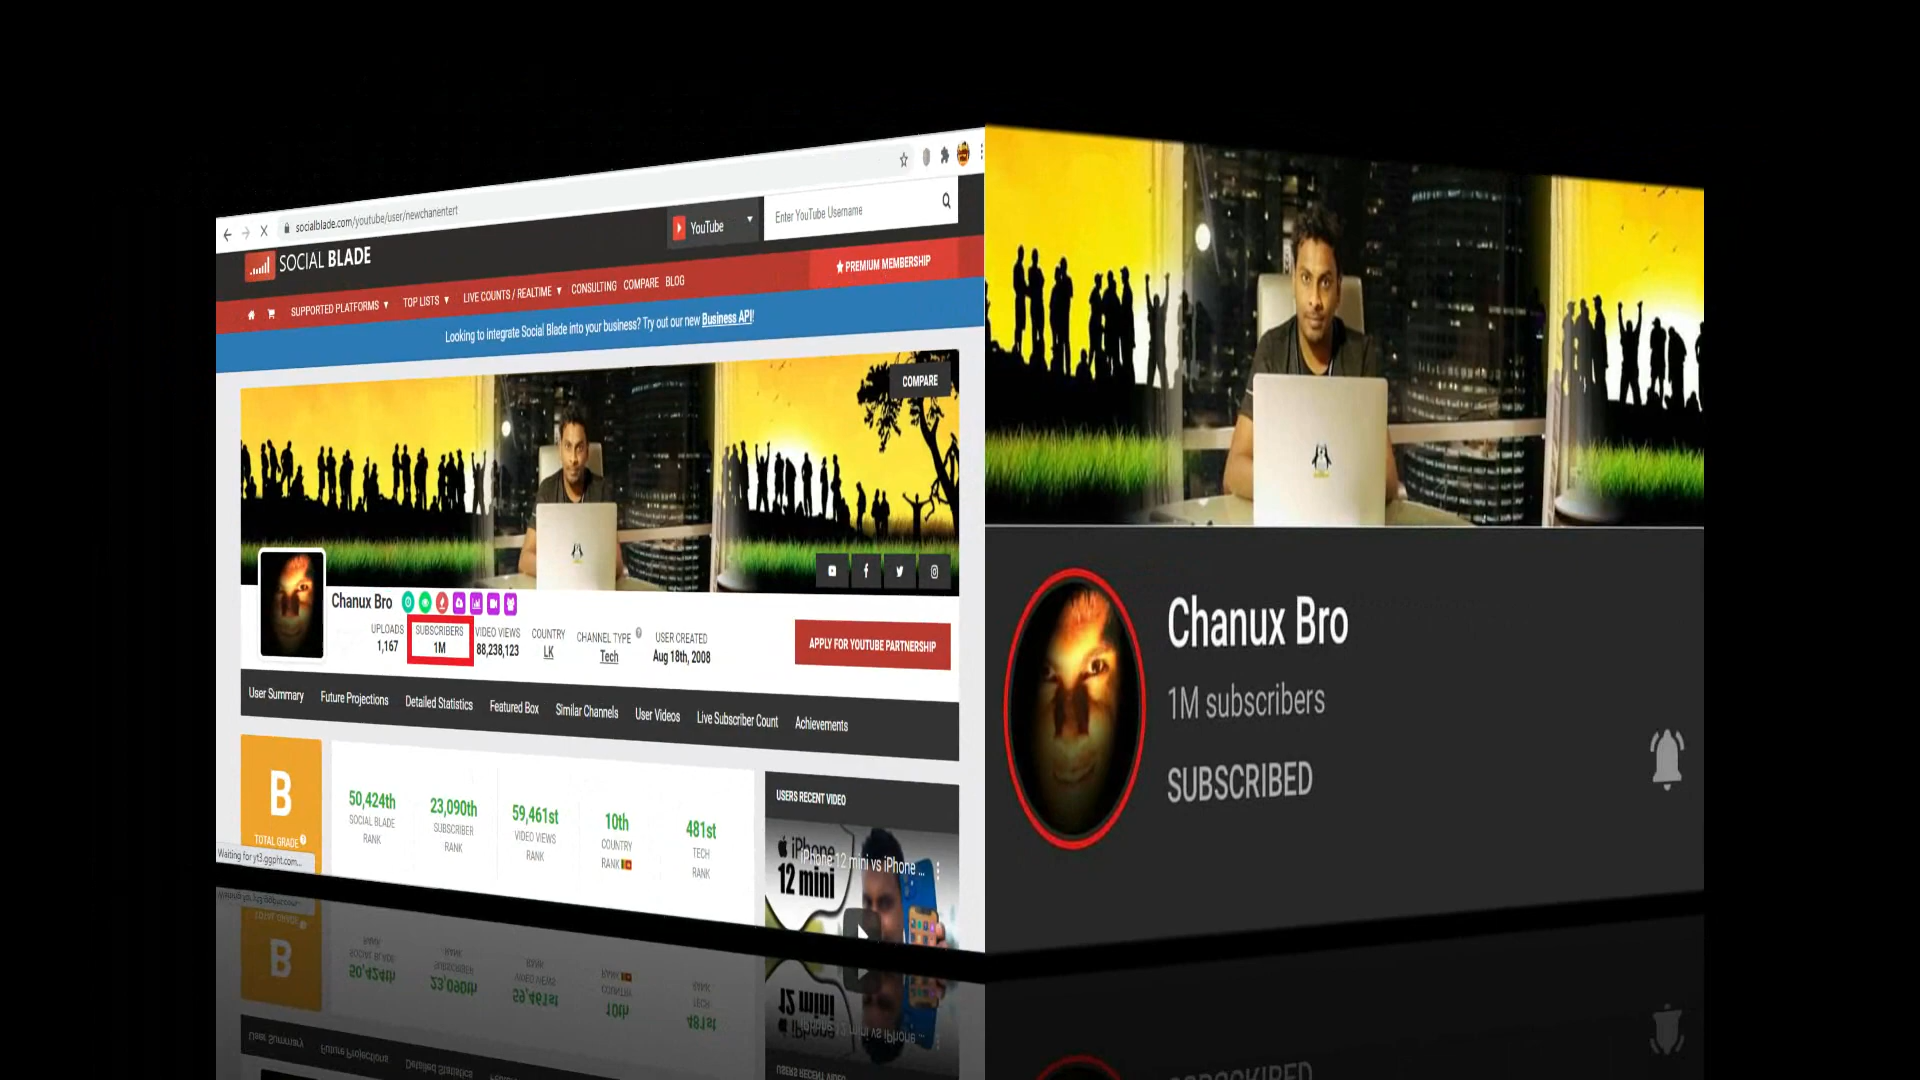 socialblade.com/youtube/user/newchanentert
SOCIAL BLADE
YouTube
Enter YouTube Username
SUPPORTED PLATFORMS
TOP LISTS
LIVE COUNTS / REALTIME
CONSULTING
COMPARE
BLOG
PREMIUM MEMBERSHIP
Looking to integrate Social Blade into your business? Try out our new Business API!
COMPARE
Chanux Bro
UPLOADS
1,167
SUBSCRIBERS
1M
VIDEO VIEWS
88,238,123
COUNTRY
LK
CHANNEL TYPE
Tech
USER CREATED
Aug 18th, 2008
APPLY FOR YOUTUBE PARTNERSHIP
User Summary
Future Projections
Detailed Statistics
Featured Box
Similar Channels
User Videos
Live Subscriber Count
Achievements
B
TOTAL GRADE
50,424th
SOCIAL BLADE
RANK
23,090th
SUBSCRIBER
RANK
59,461st
VIDEO VIEWS
RANK
10th
COUNTRY
RANK
481st
TECH
RANK
USERS RECENT VIDEO
iPhone 12 mini vs iPhone ...
iPhone
12 mini
Waiting for yt3.ggpht.com...
Chanux Bro
1M subscribers
SUBSCRIBED